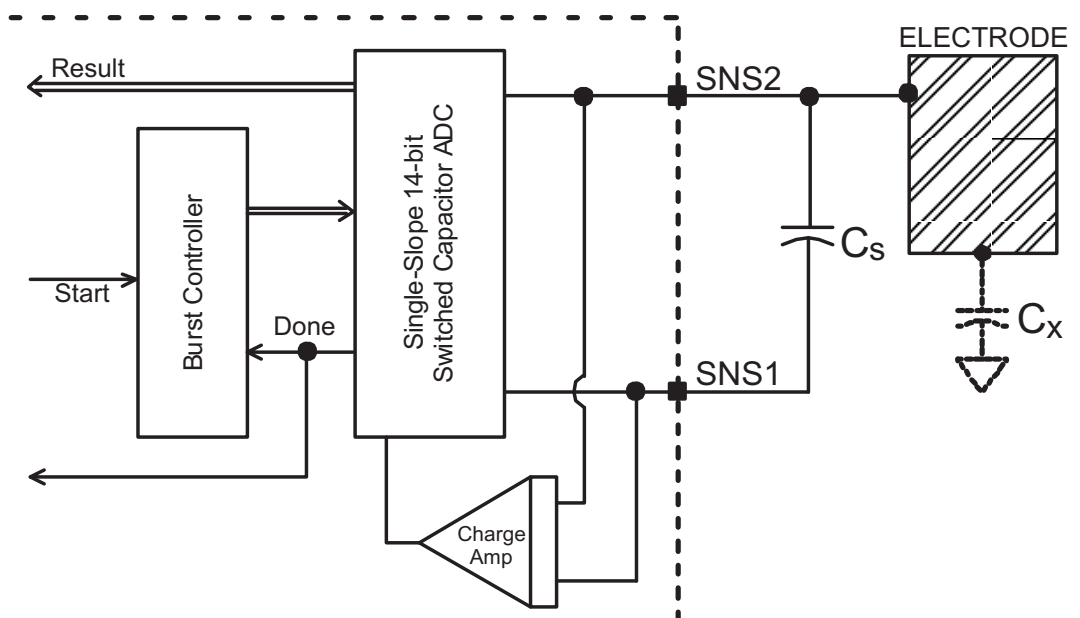 ELECTRODE
Result
SNS2
Single-Slope 14-bit
Switched Capacitor ADC
Burst Controller
Start
Done
Cs
Cx
SNS1
Charge
Amp